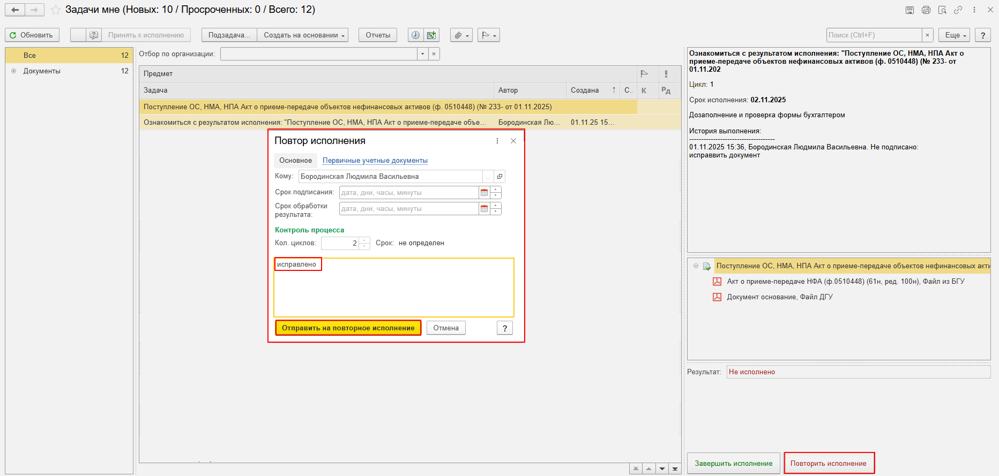 Задачи мне (Новых: 10 / Просроченных: 0 / Всего: 12)
Обновить
Принять к исполнению
Подзадача...
Создать на основании
Отчеты
Поиск (Ctrl+F)
×
Еще
?
Все 12
Документы 12
Отбор по организации:
Предмет
Задача Автор Создана ↑ С.. К Рд
Поступление ОС, НМА, НПА Акт о приеме-передаче объектов нефинансовых активов (ф. 0510448) (№ 233- от 01.11.2025)
Ознакомиться с результатом исполнения: "Поступление ОС, НМА, НПА Акт о приеме-передаче объе... Бородинская Лю... 01.11.25 15...
Повтор исполнения
Основное Первичные учетные документы
Кому: Бородинская Людмила Васильевна ...
Срок подписания: дата, дни, часы, минуты
Срок обработки
результата: дата, дни, часы, минуты
Контроль процесса
Кол. циклов: 2 Срок: не определен
исправлено
Отправить на повторное исполнение Отмена ?
Ознакомиться с результатом исполнения: "Поступление ОС, НМА, НПА Акт о
приеме-передаче объектов нефинансовых активов (ф. 0510448) (№ 233- от
01.11.202
Цикл: 1
Срок исполнения: 02.11.2025
Дозаполнение и проверка формы бухгалтером
История выполнения:
------------------------------------
01.11.2025 15:36, Бородинская Людмила Васильевна. Не подписано:
исправвить документ
Поступление ОС, НМА, НПА Акт о приеме-передаче объектов нефинансовых акти
Акт о приеме-передаче НФА (ф.0510448) (61н, ред. 100н), Файл из БГУ
Документ основание, Файл ДГУ
Результат: Не исполнено
Завершить исполнение Повторить исполнение